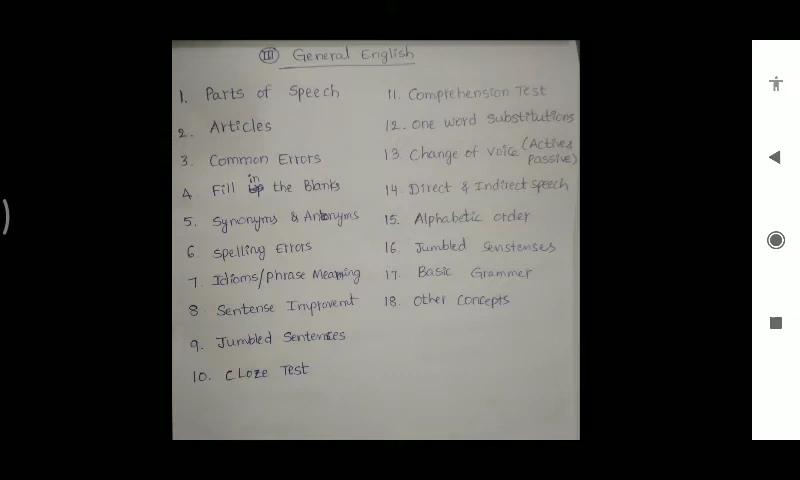 III General English
1. Parts of Speech
2. Articles
3. Common Errors
4 Fill in the Blanks
5. Synonyms & Antonyms
6 Spelling Errors
7. Idioms/Phrase Meaning
8 Sentense Improvemt
9. Jumbled Sentences
10. Cloze Test
11. Comprehension Test
12. One Word Substitutions
13. Change of Voice (Active &
Passive)
14. Direct & Indirect Speech
15. Alphabetic order
16. Jumbled Senstenses
17. Basic Grammer
18. Other Concepts